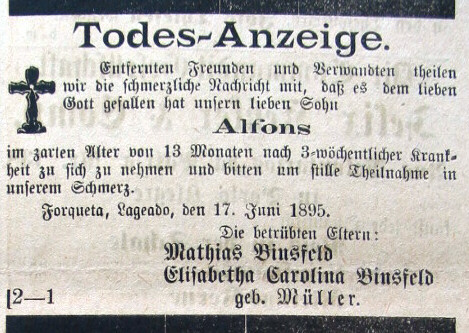 Todes-Anzeige.
Entfernten Freunden und Verwandten theilen
wir die schmerzliche Nachricht mit, daß es dem lieben
Gott gefallen hat unsern lieben Sohn
Alfons
im zarten Alter von 13 Monaten nach 3-wöchentlicher Krank-
heit zu sich zu nehmen und bitten um stille Theilnahme in
unserem Schmerz.
Forqueta, Lageado, den 17. Juni 1895.
Die betrübten Eltern:
Mathias Binsfeld
Elisabetha Carolina Binsfeld
[2—1
geb. Müller.